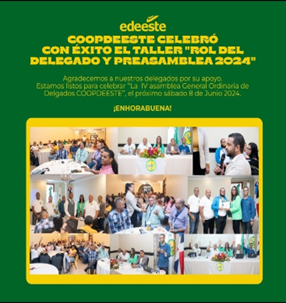 edeeste
COOPDEESTE CELEBRÓ
CON ÉXITO EL TALLER "ROL DEL
DELEGADO Y PREASAMBLEA 2024"
Agradecemos a nuestros delegados por su apoyo.
Estamos listos para celebrar "La IV asamblea General Ordinaria de
Delgados COOPDEESTE", el próximo sábado 8 de Junio 2024.
¡ENHORABUENA!